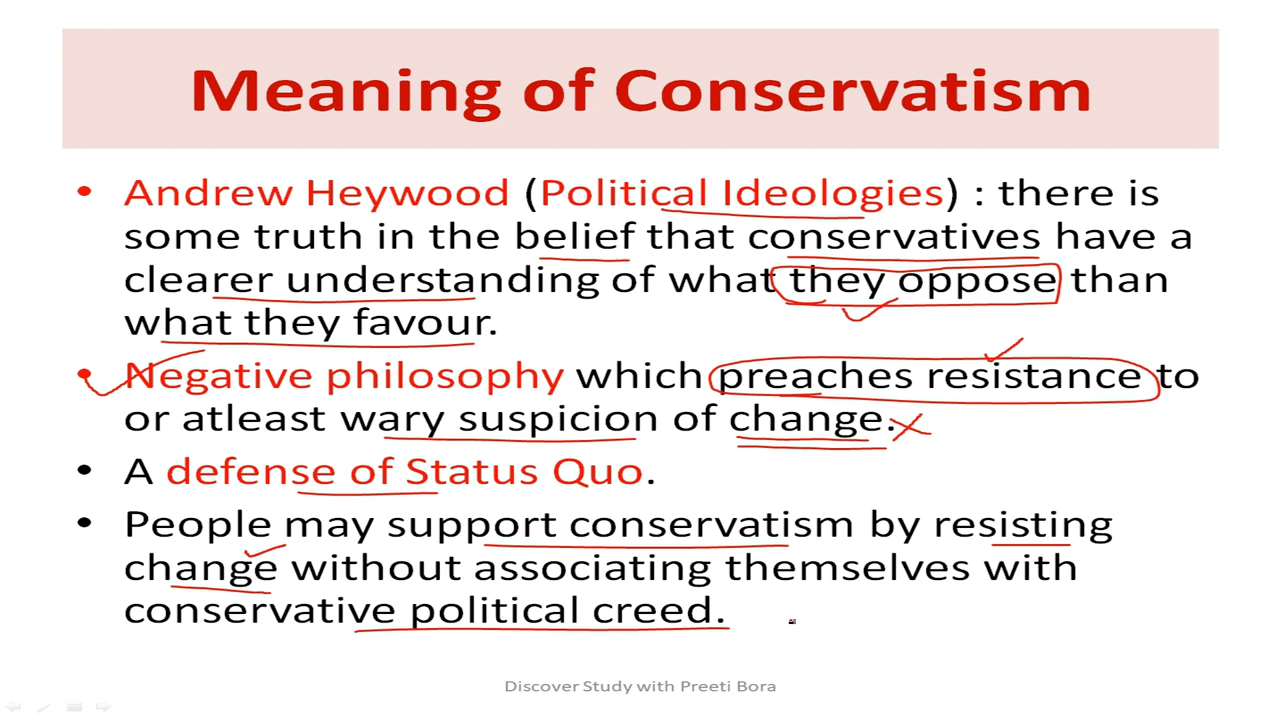 Meaning of Conservatism
• Andrew Heywood (Political Ideologies) : there is
some truth in the belief that conservatives have a
clearer understanding of what they oppose than
what they favour.
• Negative philosophy which preaches resistance to
or atleast wary suspicion of change.
• A defense of Status Quo.
• People may support conservatism by resisting
change without associating themselves with
conservative political creed.
Discover Study with Preeti Bora